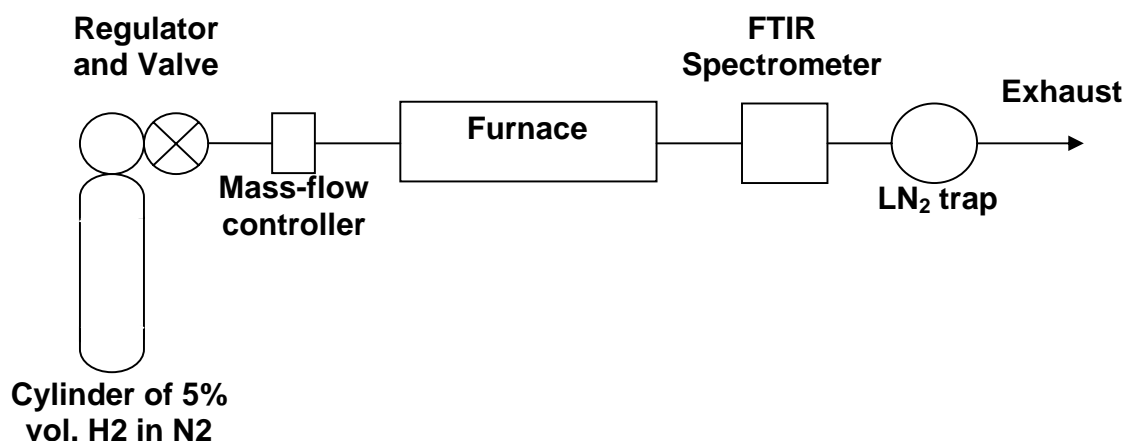 Regulator
and Valve
FTIR
Spectrometer
Exhaust
Furnace
Mass-flow
controller
LN₂ trap
Cylinder of 5%
vol. H2 in N2